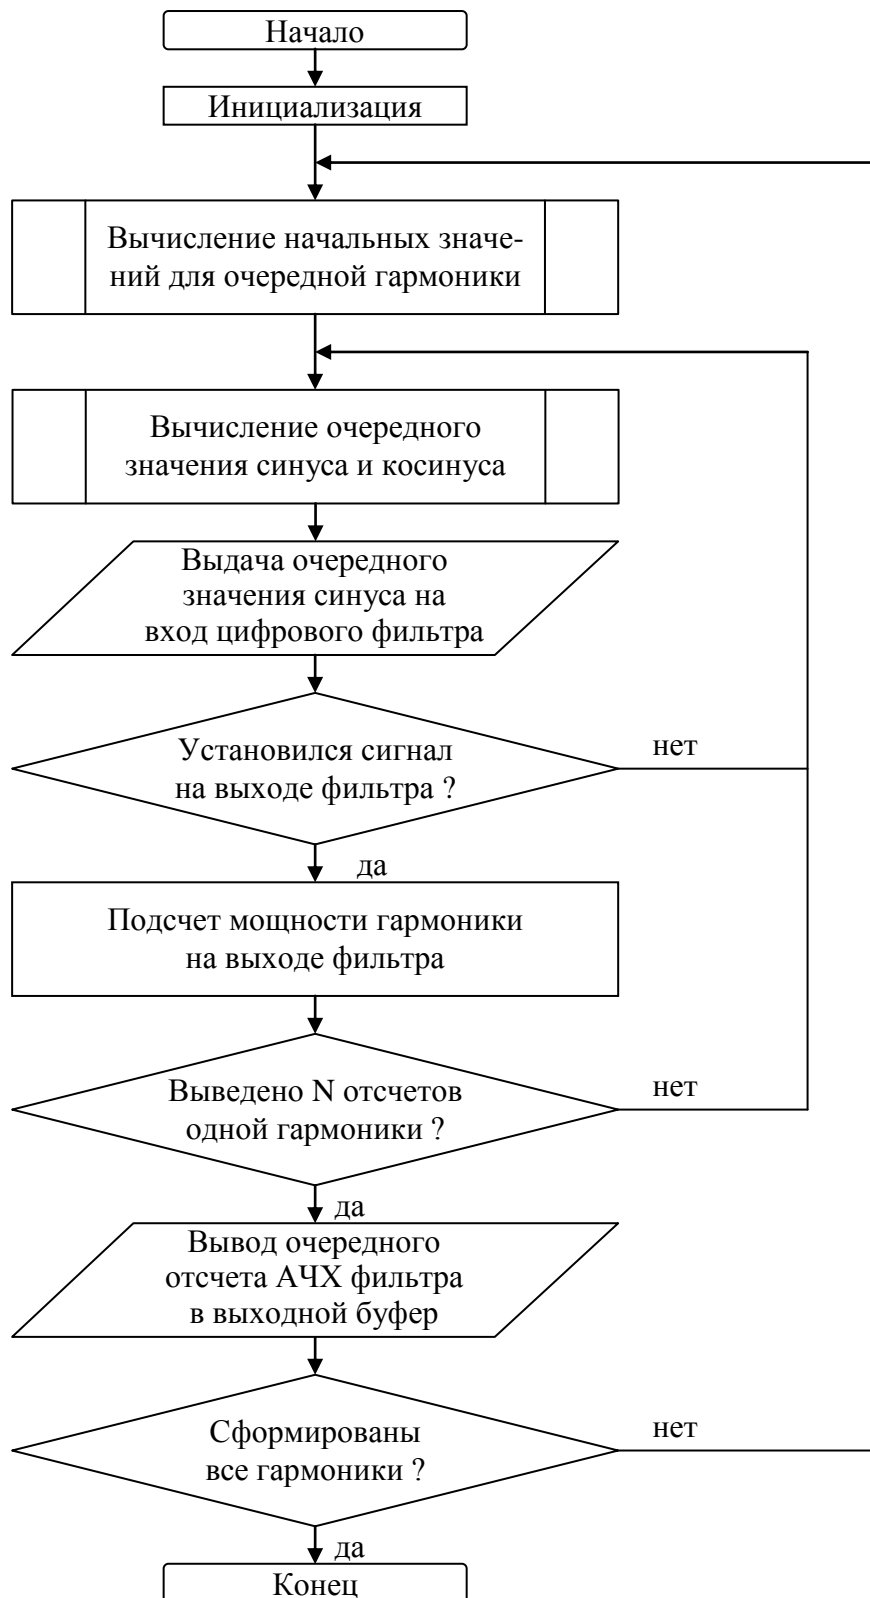 Начало
Инициализация
Вычисление начальных значе-
ний для очередной гармоники
Вычисление очередного
значения синуса и косинуса
Выдача очередного
значения синуса на
вход цифрового фильтра
Установился сигнал
на выходе фильтра ?
нет
да
Подсчет мощности гармоники
на выходе фильтра
Выведено N отсчетов
одной гармоники ?
нет
да
Вывод очередного
отсчета АЧХ фильтра
в выходной буфер
Сформированы
все гармоники ?
нет
да
Конец